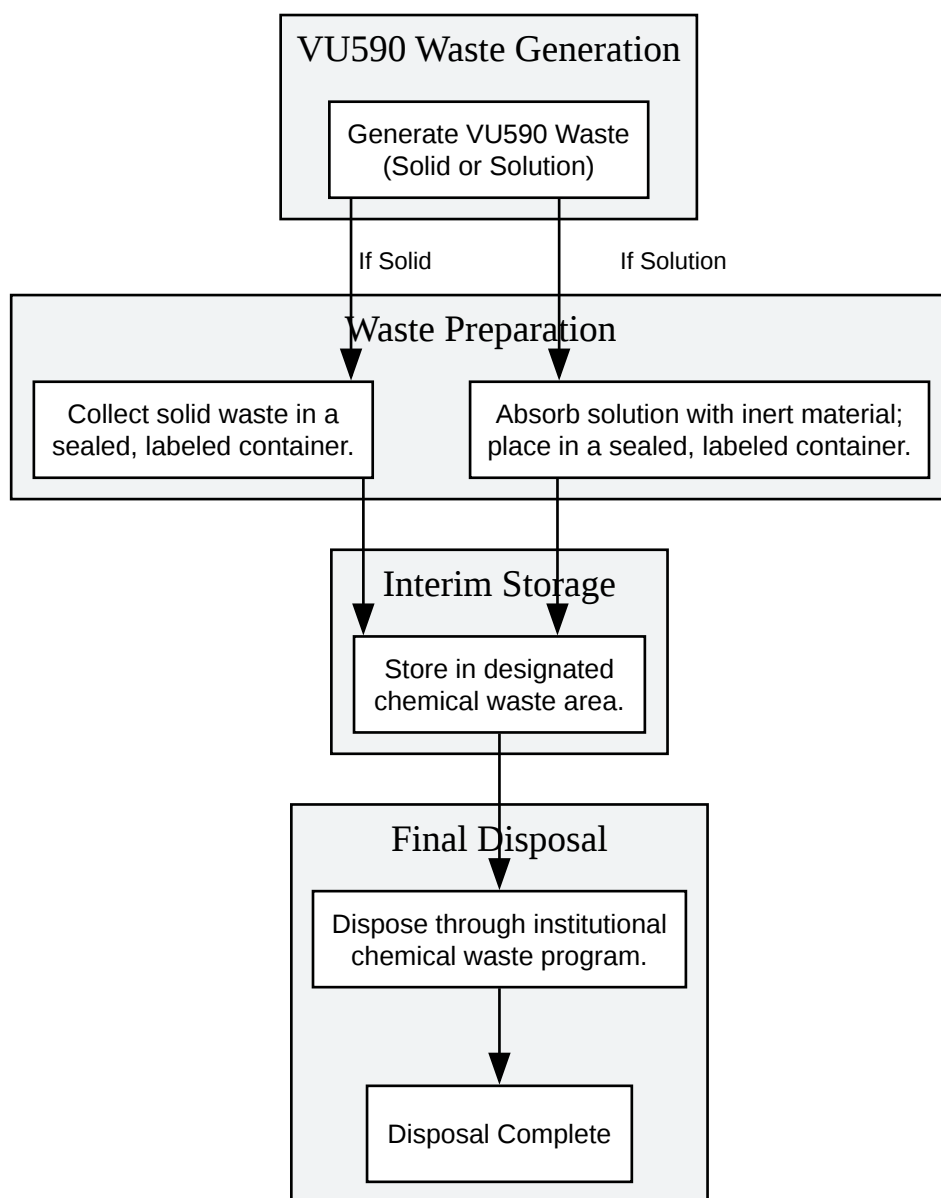 VU590 Waste Generation
Generate VU590 Waste
(Solid or Solution)
If Solid
If Solution
Waste Preparation
Collect solid waste in a
sealed, labeled container.
Absorb solution with inert material;
place in a sealed, labeled container.
Interim Storage
Store in designated
chemical waste area.
Final Disposal
Dispose through institutional
chemical waste program.
Disposal Complete